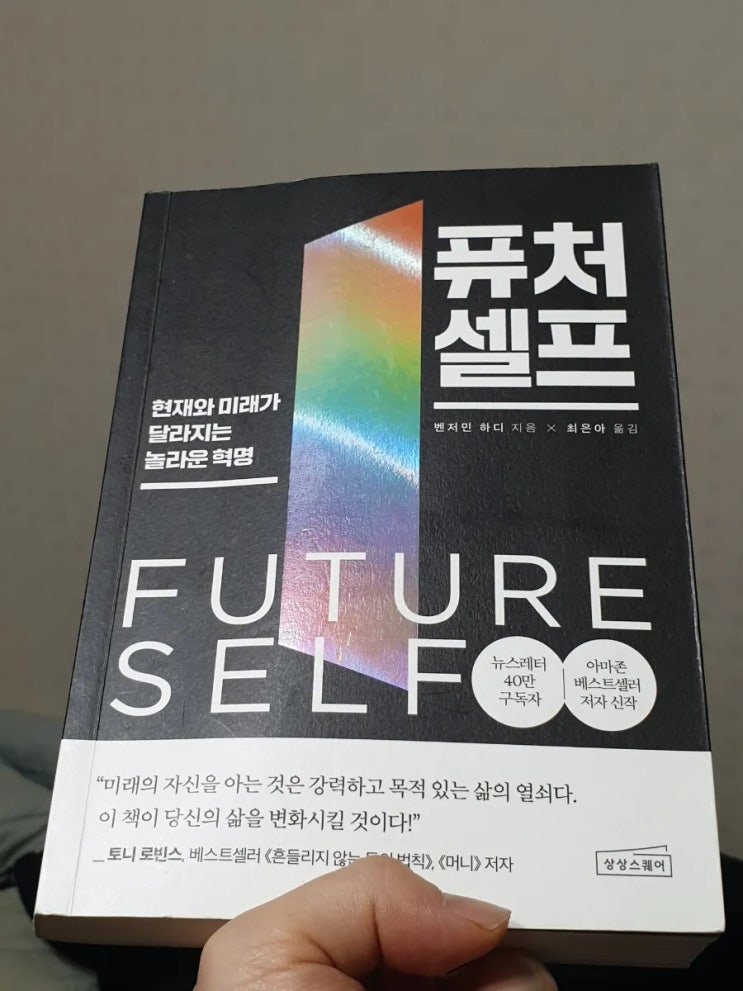 퓨처
셀프
벤저민 하디 지음 × 최은아 옮김
현재와 미래가
달라지는
놀라운 혁명
FUTURE
SELF
뉴스레터
40만
구독자
아마존
베스트셀러
저자 신작
“미래의 자신을 아는 것은 강력하고 목적 있는 삶의 열쇠다.
이 책이 당신의 삶을 변화시킬 것이다!”
_ 토니 로빈스, 베스트셀러 《흔들리지 않는 법칙》, 《머니》 저자
상상스퀘어